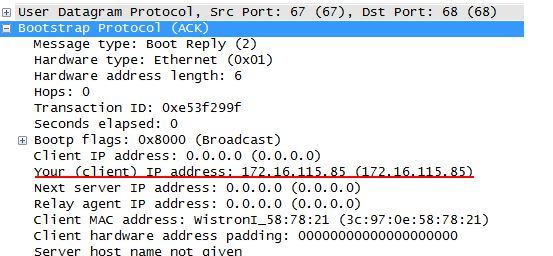 User Datagram Protocol, Src Port: 67 (67), Dst Port: 68 (68)
Bootstrap Protocol (ACK)
Message type: Boot Reply (2)
Hardware type: Ethernet (0x01)
Hardware address length: 6
Hops: 0
Transaction ID: 0xe53f299f
Seconds elapsed: 0
Bootp flags: 0x8000 (Broadcast)
Client IP address: 0.0.0.0 (0.0.0.0)
Your (client) IP address: 172.16.115.85 (172.16.115.85)
Next server IP address: 0.0.0.0 (0.0.0.0)
Relay agent IP address: 0.0.0.0 (0.0.0.0)
Client MAC address: WistronI_58:78:21 (3c:97:0e:58:78:21)
Client hardware address padding: 00000000000000000000
Server host name not given